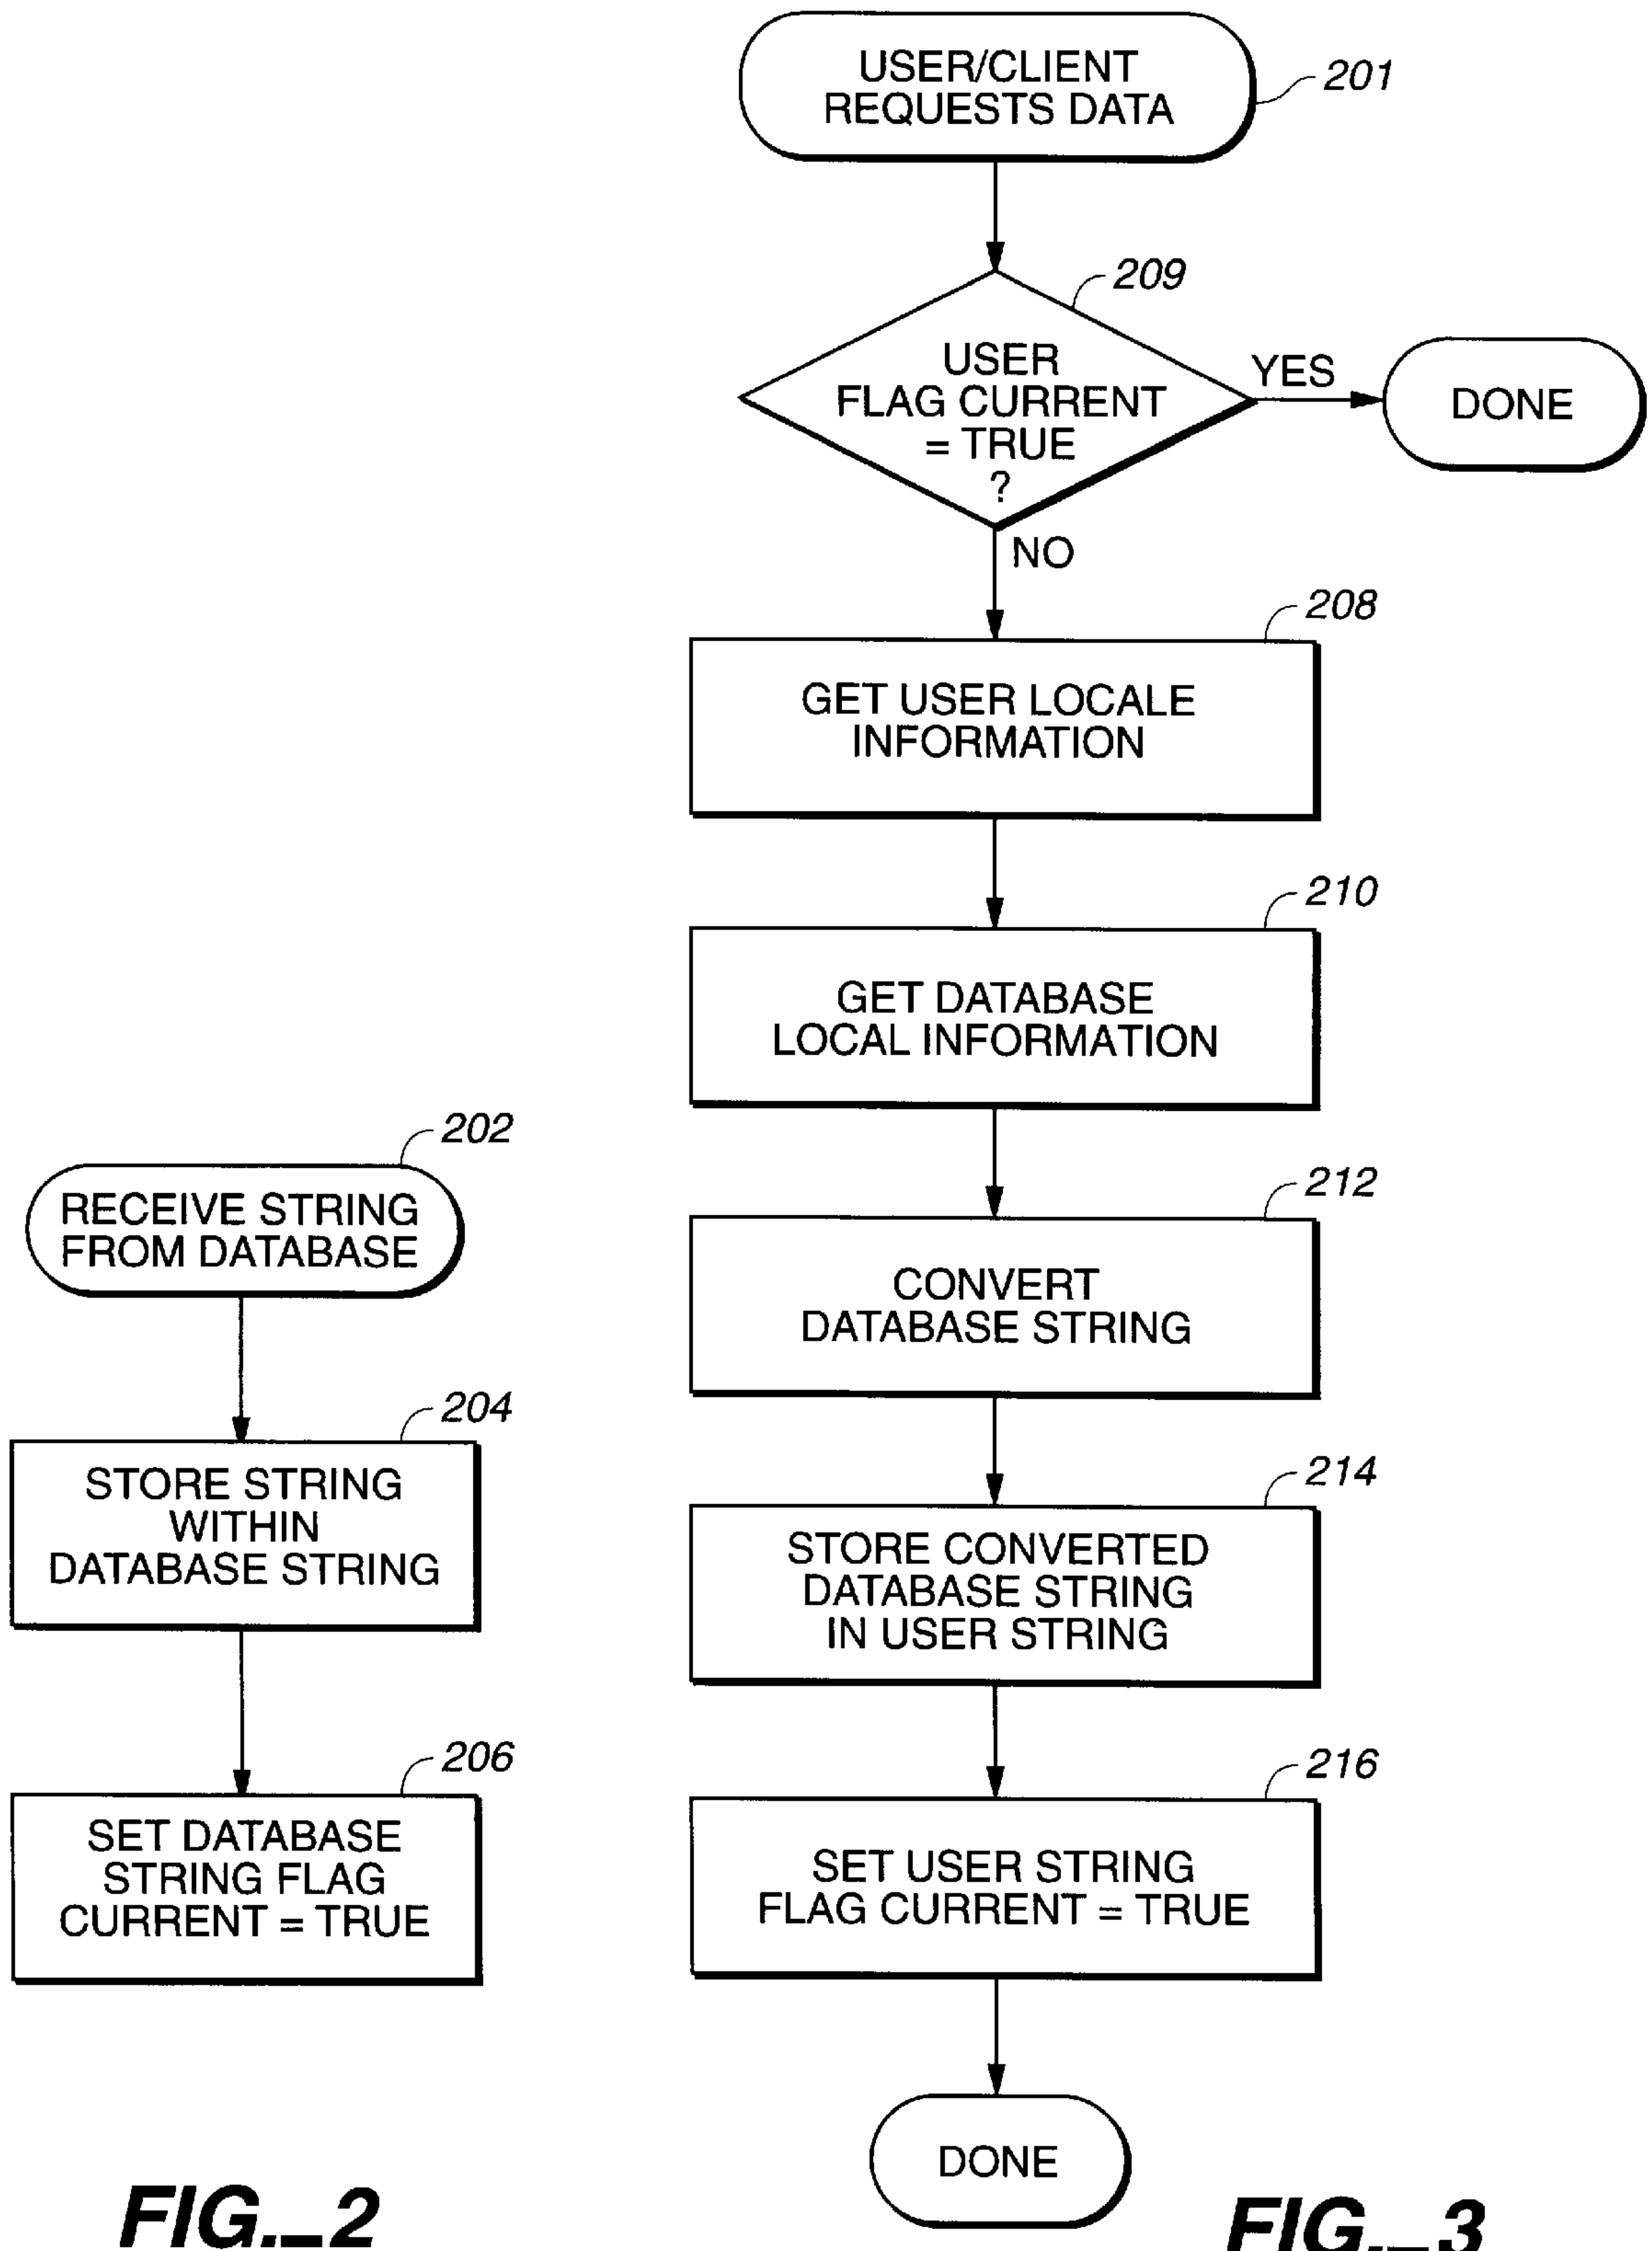 USER/CLIENT
REQUESTS DATA
201
209
USER
FLAG CURRENT
= TRUE
?
YES
DONE
NO
208
GET USER LOCALE
INFORMATION
210
GET DATABASE
LOCAL INFORMATION
212
CONVERT
DATABASE STRING
214
STORE CONVERTED
DATABASE STRING
IN USER STRING
216
SET USER STRING
FLAG CURRENT = TRUE
DONE
FIG._3
202
RECEIVE STRING
FROM DATABASE
204
STORE STRING
WITHIN
DATABASE STRING
206
SET DATABASE
STRING FLAG
CURRENT = TRUE
FIG._2